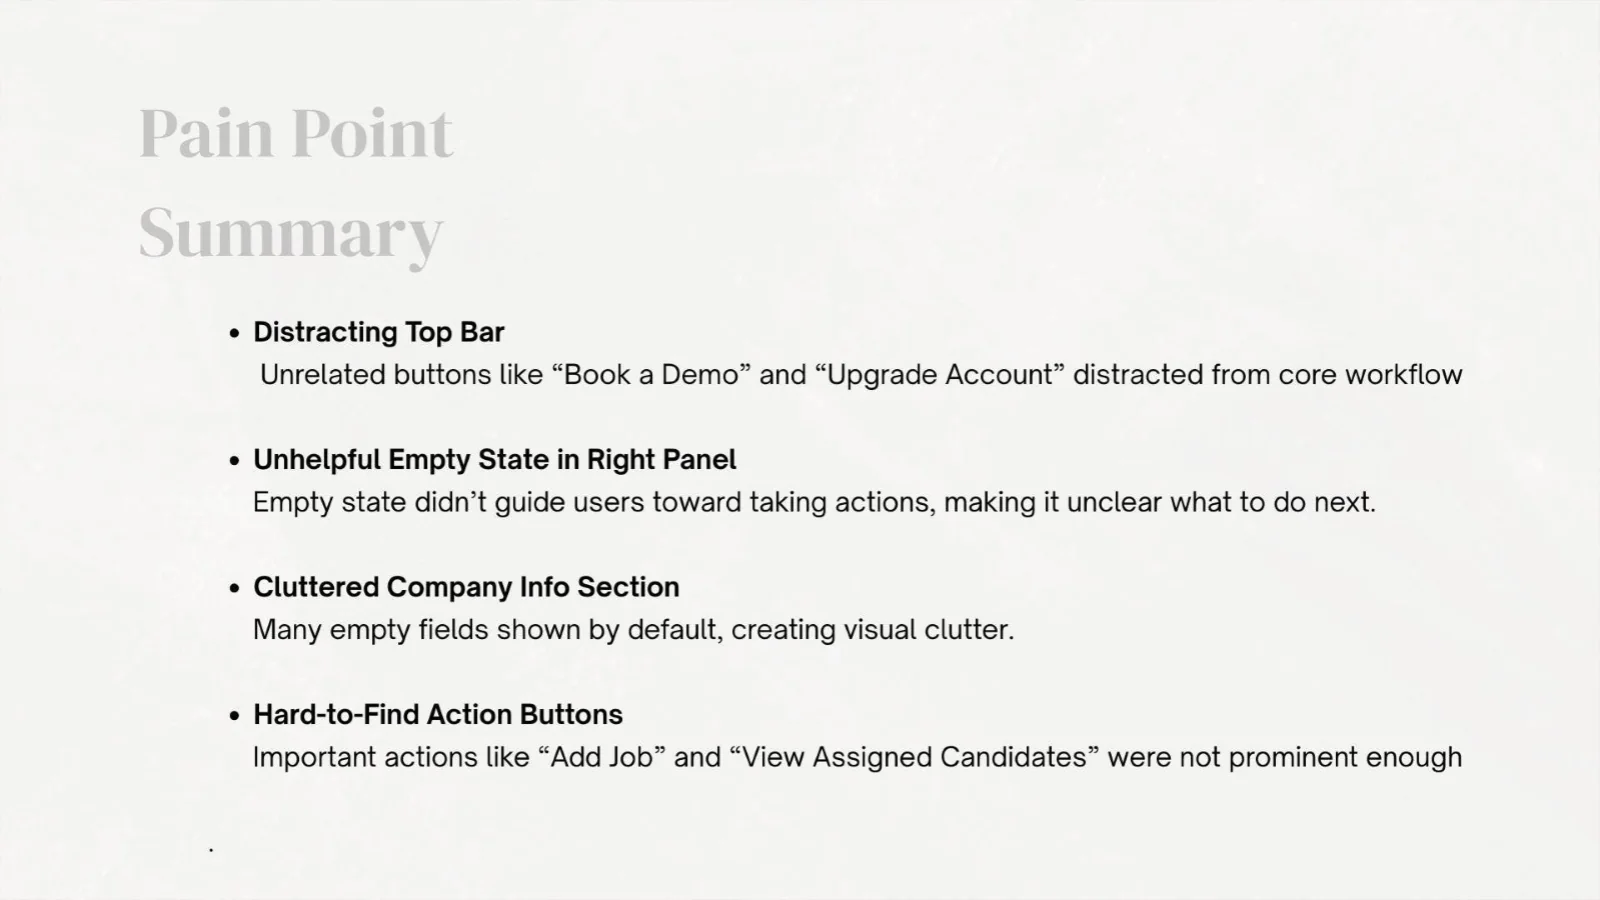 Pain Point
Summary
• Distracting Top Bar
Unrelated buttons like “Book a Demo” and “Upgrade Account” distracted from core workflow
• Unhelpful Empty State in Right Panel
Empty state didn’t guide users toward taking actions, making it unclear what to do next.
• Cluttered Company Info Section
Many empty fields shown by default, creating visual clutter.
• Hard-to-Find Action Buttons
Important actions like “Add Job” and “View Assigned Candidates” were not prominent enough
.